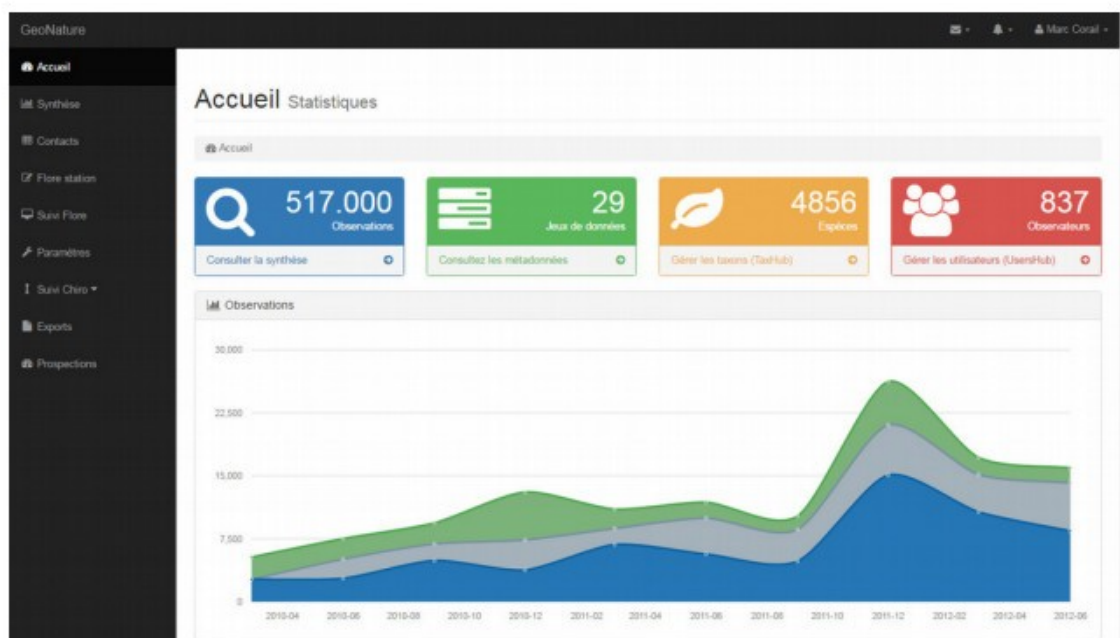 GeoNature
Marc Corail
Accueil
Synthèse
Contacts
Flore station
Suivi Flore
Paramètres
Suivi Chiro
Exports
Prospections
Accueil Statistiques
Accueil
517.000
Observations
Consulter la synthèse
29
Jeux de données
Consultez les métadonnées
4856
Espèces
Gérer les taxons (TaxHub)
837
Observateurs
Gérer les utilisateurs (UsersHub)
Observations
30,000
22,500
15,000
7,500
0
2010-04 2010-06 2010-08 2010-10 2010-12 2011-02 2011-04 2011-06 2011-08 2011-10 2011-12 2012-02 2012-04 2012-06